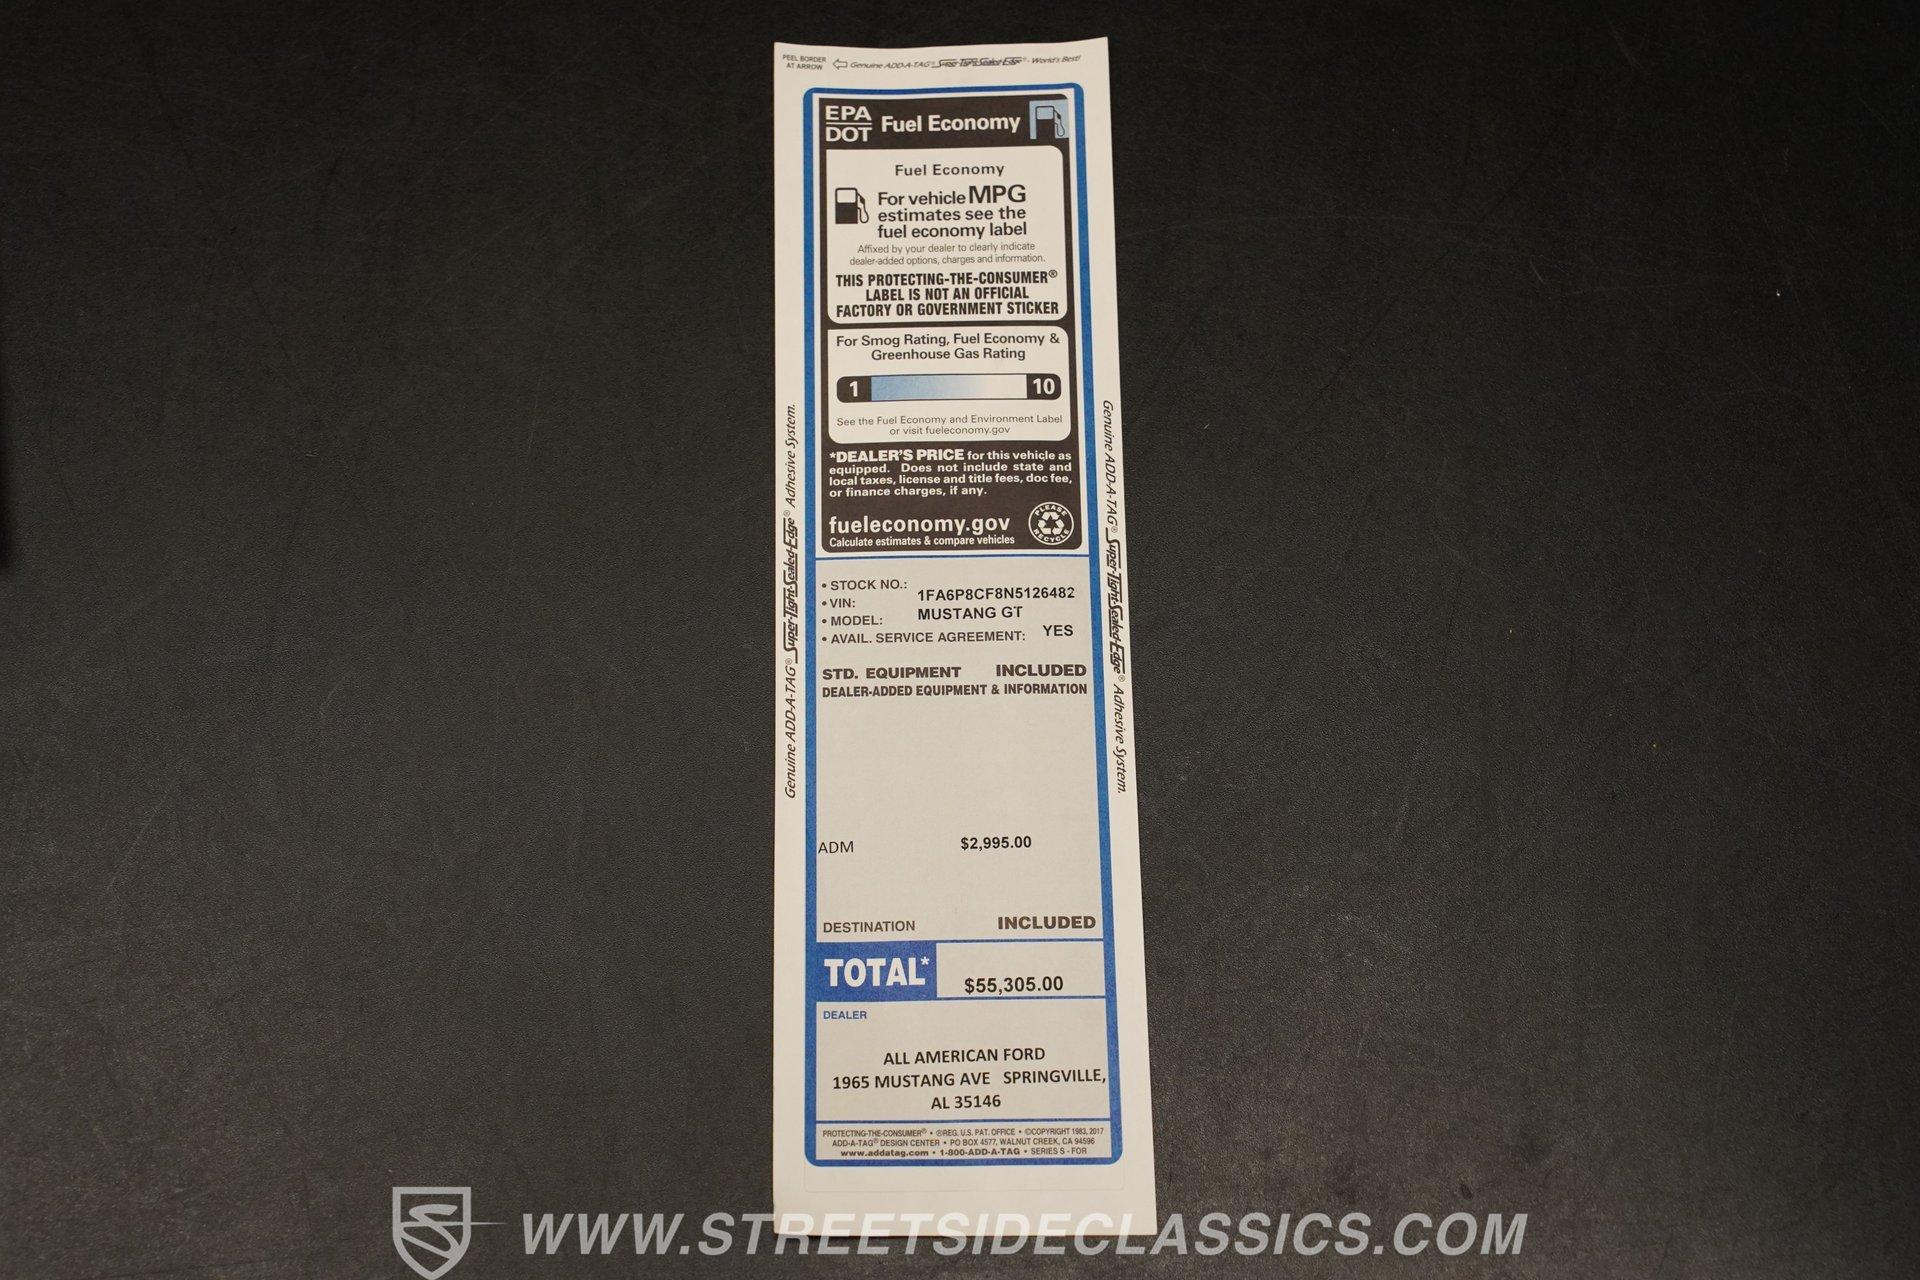 PEEL BORDER
AT ARROW
Genuine ADD-A-TAG® Super-Tight-Sealed-Edge® - World's Best!
EPA
DOT
Fuel Economy
Fuel Economy
For vehicle MPG
estimates see the
fuel economy label
Affixed by your dealer to clearly indicate
dealer-added options, charges and information.
THIS PROTECTING-THE-CONSUMER®
LABEL IS NOT AN OFFICIAL
FACTORY OR GOVERNMENT STICKER
For Smog Rating, Fuel Economy &
Greenhouse Gas Rating
1 10
See the Fuel Economy and Environment Label
or visit fueleconomy.gov
*DEALER'S PRICE for this vehicle as
equipped. Does not include state and
local taxes, license and title fees, doc fee,
or finance charges, if any.
fueleconomy.gov
Calculate estimates & compare vehicles
PLEASE
RECYCLE
Genuine ADD-A-TAG® Super-Tight-Sealed-Edge® Adhesive System.
Genuine ADD-A-TAG® Super-Tight-Sealed-Edge® Adhesive System.
• STOCK NO.:
• VIN: 1FA6P8CF8N5126482
• MODEL: MUSTANG GT
• AVAIL. SERVICE AGREEMENT: YES
STD. EQUIPMENT INCLUDED
DEALER-ADDED EQUIPMENT & INFORMATION
ADM $2,995.00
DESTINATION INCLUDED
TOTAL* $55,305.00
DEALER
ALL AMERICAN FORD
1965 MUSTANG AVE SPRINGVILLE,
AL 35146
PROTECTING-THE-CONSUMER® • ®REG. U.S. PAT. OFFICE • ©COPYRIGHT 1983, 2017
ADD-A-TAG® DESIGN CENTER • PO BOX 4577, WALNUT CREEK, CA 94596
www.addatag.com • 1-800-ADD-A-TAG • SERIES S - FOR
WWW.STREETSIDECLASSICS.COM